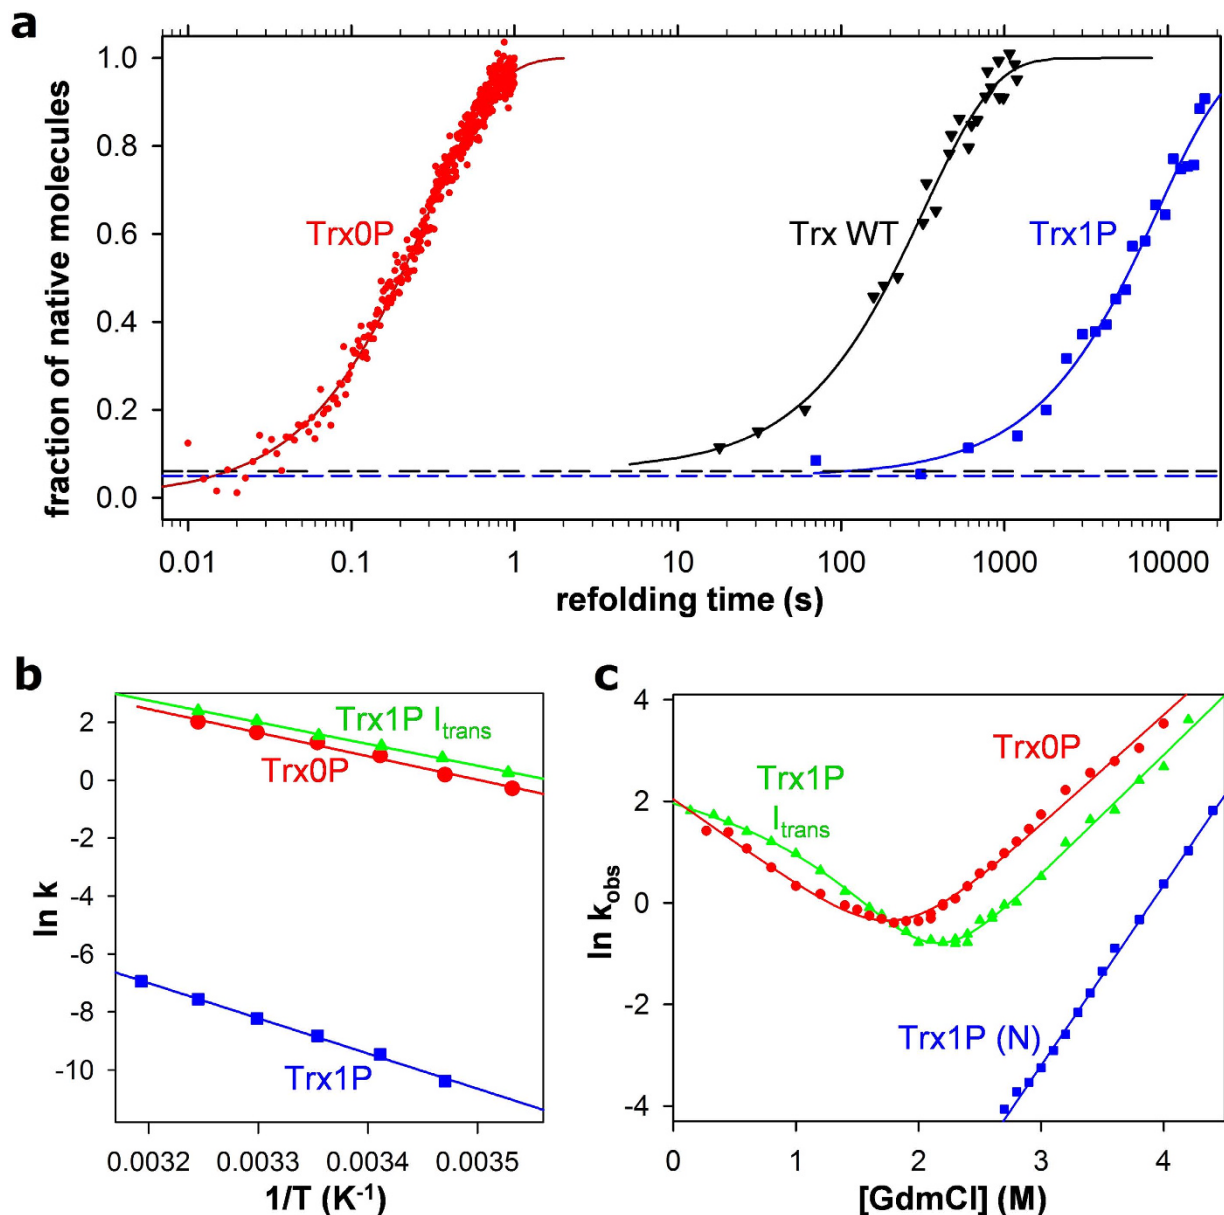 a
fraction of native molecules
1.0
0.8
0.6
0.4
0.2
0.0
Trx0P
Trx WT
Trx1P
0.01
0.1
1
10
100
1000
10000
refolding time (s)
b
ln k
2
0
-2
-4
-6
-8
-10
Trx1P I_trans
Trx0P
Trx1P
0.0032
0.0033
0.0034
0.0035
1/T (K⁻¹)
c
ln k_obs
4
2
0
-2
-4
Trx1P
I_trans
Trx0P
Trx1P (N)
0
1
2
3
4
[GdmCl] (M)